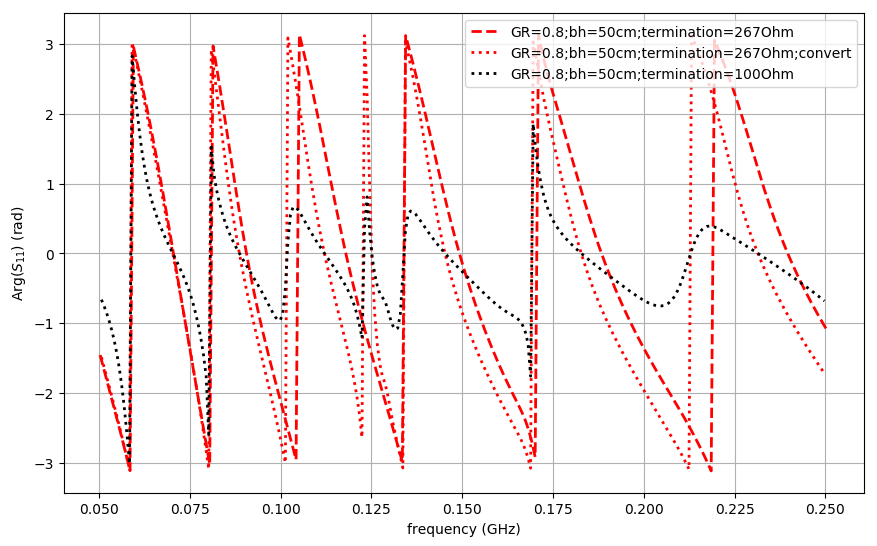 GR=0.8;bh=50cm;termination=267Ohm
GR=0.8;bh=50cm;termination=267Ohm;convert
GR=0.8;bh=50cm;termination=100Ohm
3
2
1
0
−1
−2
−3
Arg(S₁₁) (rad)
0.050 0.075 0.100 0.125 0.150 0.175 0.200 0.225 0.250
frequency (GHz)